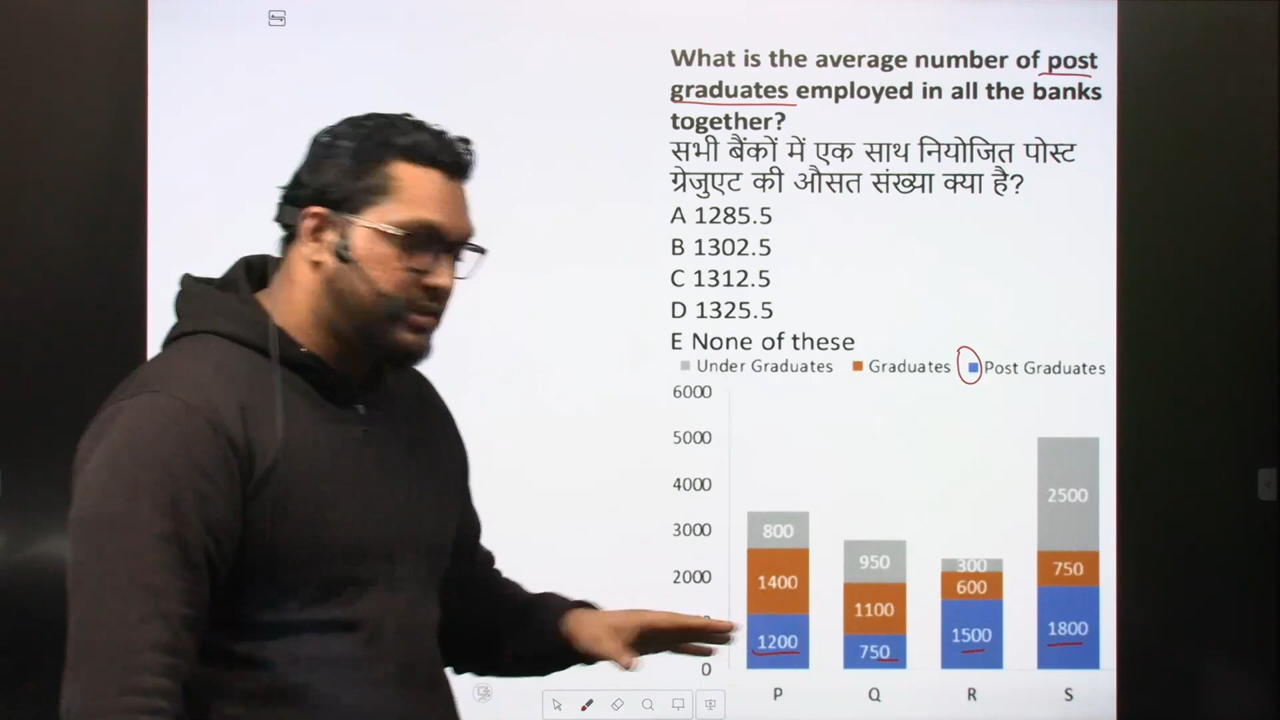 What is the average number of post
graduates employed in all the banks
together?
सभी बैंकों में एक साथ नियोजित पोस्ट
ग्रेजुएट की औसत संख्या क्या है?
A 1285.5
B 1302.5
C 1312.5
D 1325.5
E None of these
Under Graduates Graduates Post Graduates
6000
5000
4000
3000
2000
0
800
1400
1200
950
1100
750
300
600
1500
2500
750
1800
P Q R S